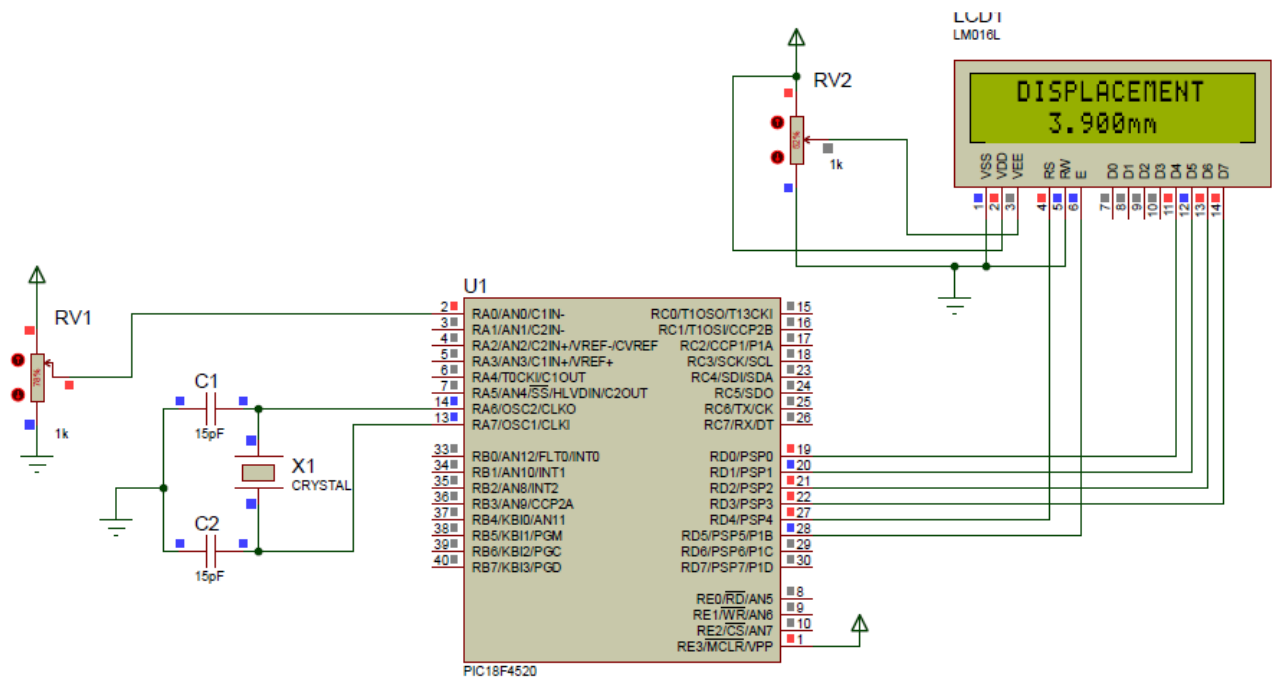 LCD1
LM016L
DISPLACEMENT
3.900mm
VSS
VDD
VEE
RS
RW
E
D0
D1
D2
D3
D4
D5
D6
D7
1
2
3
4
5
6
7
8
9
10
11
12
13
14
RV2
62%
1k
RV1
76%
1k
C1
15pF
X1
CRYSTAL
C2
15pF
U1
2 RA0/AN0/C1IN- RC0/T1OSO/T13CKI 15
3 RA1/AN1/C2IN- RC1/T1OSI/CCP2B 16
4 RA2/AN2/C2IN+/VREF-/CVREF RC2/CCP1/P1A 17
5 RA3/AN3/C1IN+/VREF+ RC3/SCK/SCL 18
6 RA4/T0CKI/C1OUT RC4/SDI/SDA 23
7 RA5/AN4/SS/HLVDIN/C2OUT RC5/SDO 24
14 RA6/OSC2/CLKO RC6/TX/CK 25
13 RA7/OSC1/CLKI RC7/RX/DT 26
33 RB0/AN12/FLT0/INT0 RD0/PSP0 19
34 RB1/AN10/INT1 RD1/PSP1 20
35 RB2/AN8/INT2 RD2/PSP2 21
36 RB3/AN9/CCP2A RD3/PSP3 22
37 RB4/KBI0/AN11 RD4/PSP4 27
38 RB5/KBI1/PGM RD5/PSP5/P1B 28
39 RB6/KBI2/PGC RD6/PSP6/P1C 29
40 RB7/KBI3/PGD RD7/PSP7/P1D 30
RE0/RD/AN5 8
RE1/WR/AN6 9
RE2/CS/AN7 10
RE3/MCLR/VPP 1
PIC18F4520